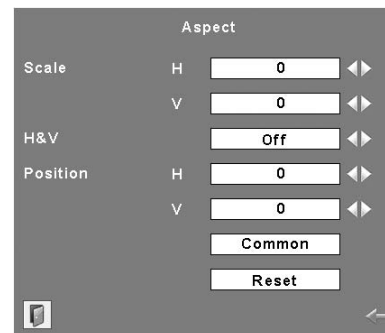 Aspect
Scale H 0
V 0
H&V Off
Position H 0
V 0
Common
Reset